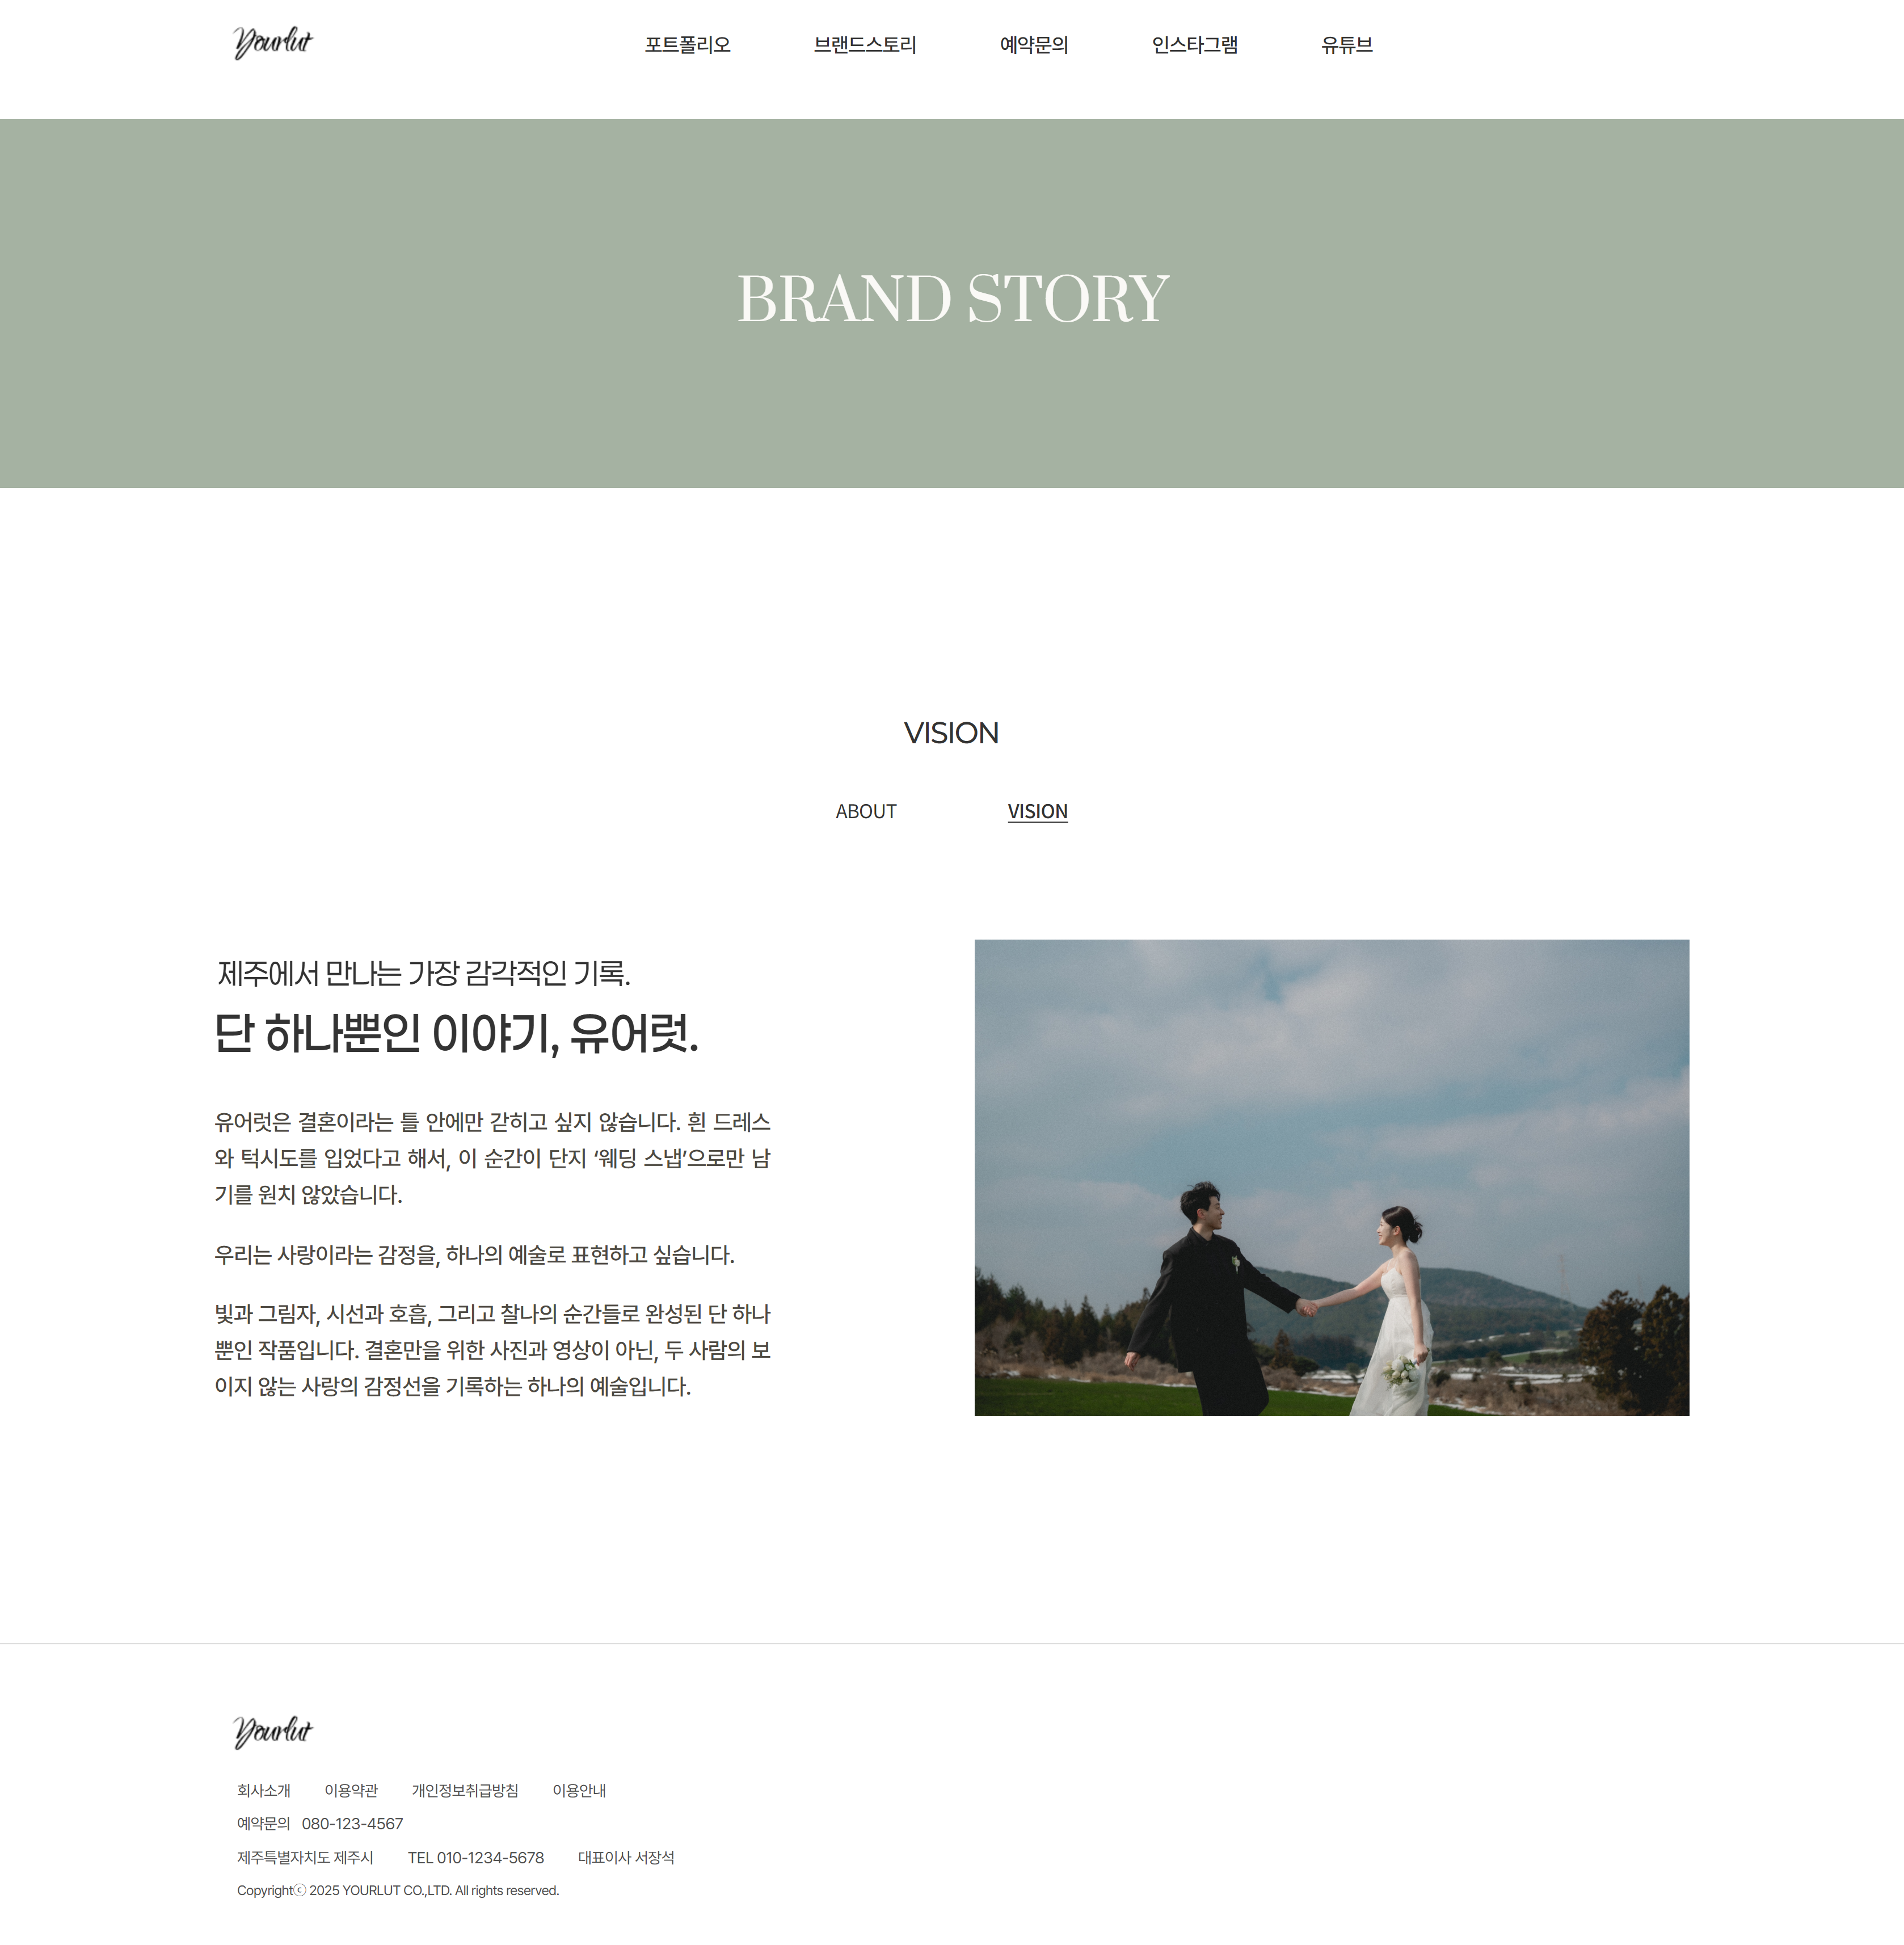 Yourlut
포트폴리오 브랜드스토리 예약문의 인스타그램 유튜브
BRAND STORY
VISION
ABOUT VISION
제주에서 만나는 가장 감각적인 기록.
단 하나뿐인 이야기, 유어럿.
유어럿은 결혼이라는 틀 안에만 갇히고 싶지 않습니다. 흰 드레스
와 턱시도를 입었다고 해서, 이 순간이 단지 ‘웨딩 스냅’으로만 남
기를 원치 않았습니다.
우리는 사랑이라는 감정을, 하나의 예술로 표현하고 싶습니다.
빛과 그림자, 시선과 호흡, 그리고 찰나의 순간들로 완성된 단 하나
뿐인 작품입니다. 결혼만을 위한 사진과 영상이 아닌, 두 사람의 보
이지 않는 사랑의 감정선을 기록하는 하나의 예술입니다.
Yourlut
회사소개 이용약관 개인정보취급방침 이용안내
예약문의 080-123-4567
제주특별자치도 제주시 TEL 010-1234-5678 대표이사 서장석
Copyrightⓒ 2025 YOURLUT CO.,LTD. All rights reserved.